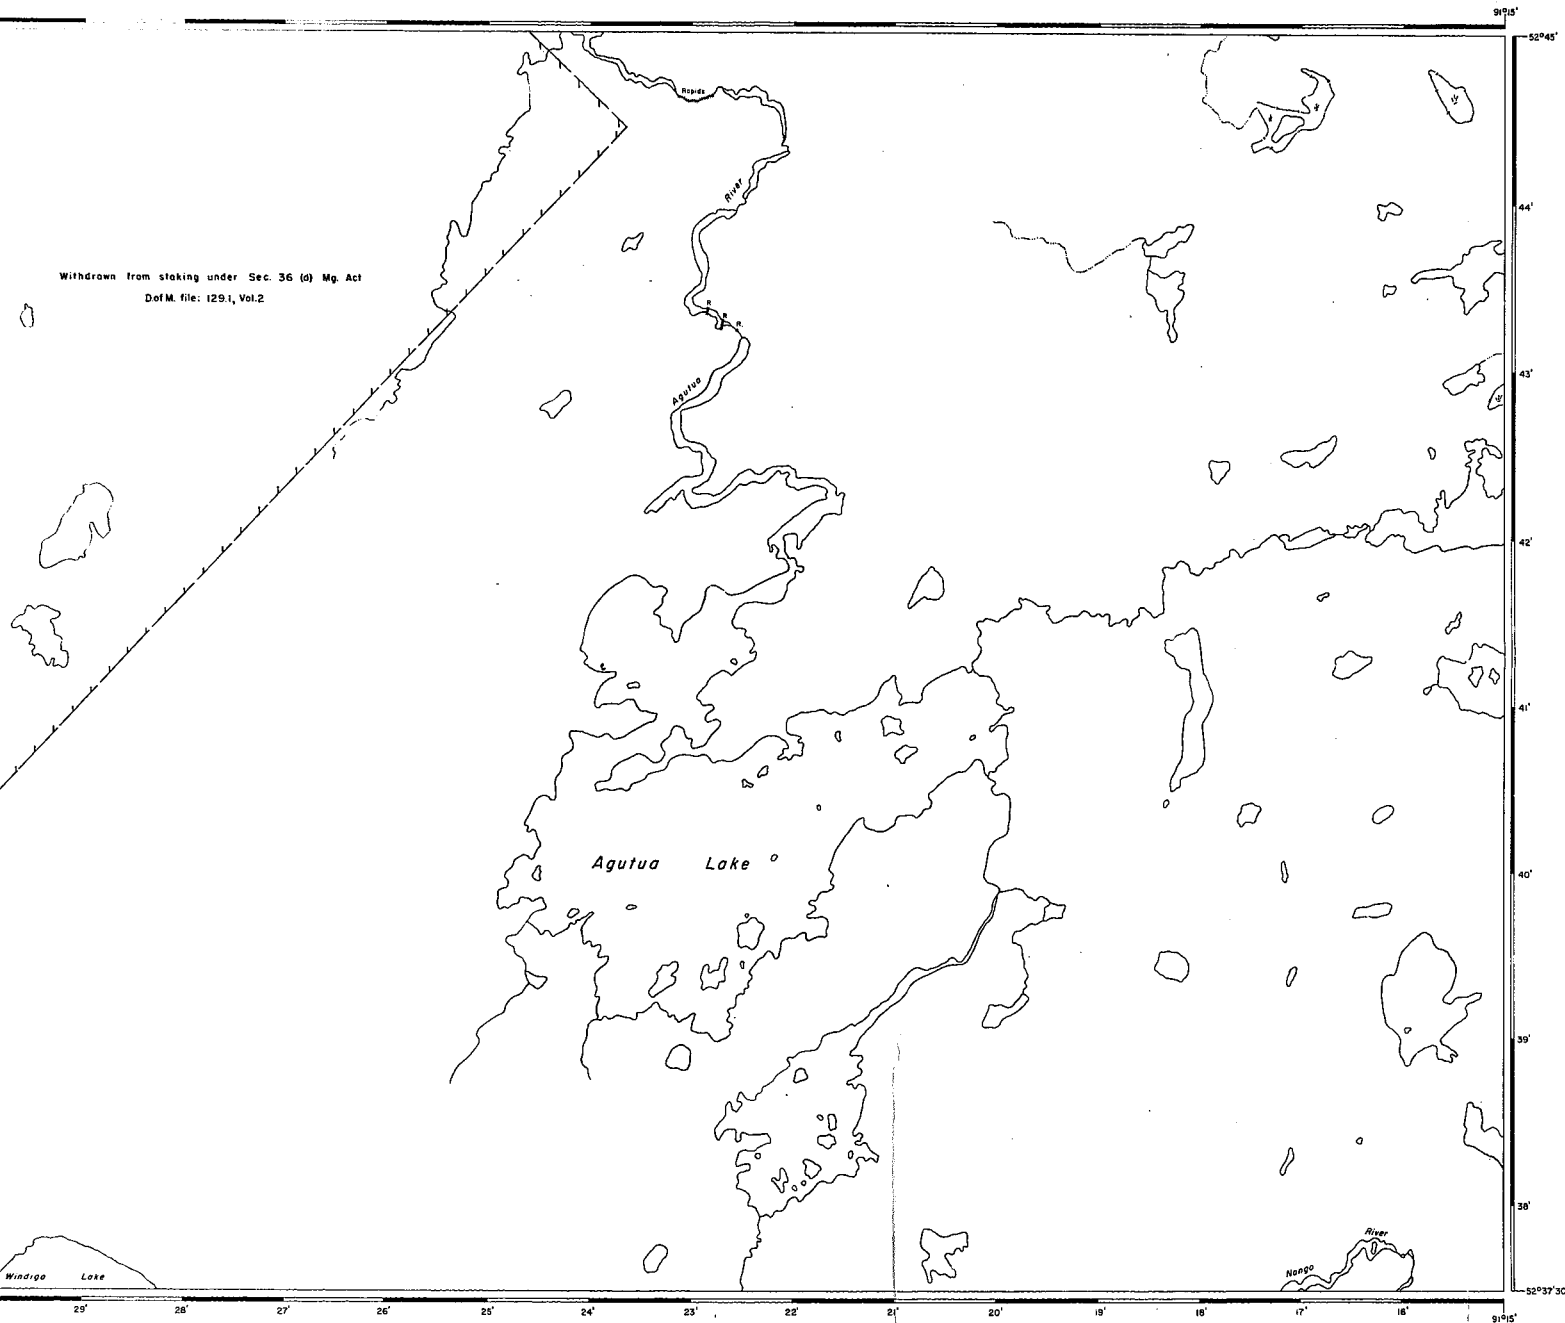 91°15'
52°45'
Rapids
River
44'
Withdrawn from staking under Sec. 36 (d) Mg. Act
D.of M. file: 129.1, Vol.2
R
R
R.
43'
Agutua
42'
41'
Agutua Lake
40'
39'
38'
River
Nango
Windigo Lake
52°37'30
29' 28' 27' 26' 25' 24' 23' 22' 21' 20' 19' 18' 17' 16' 91°15'